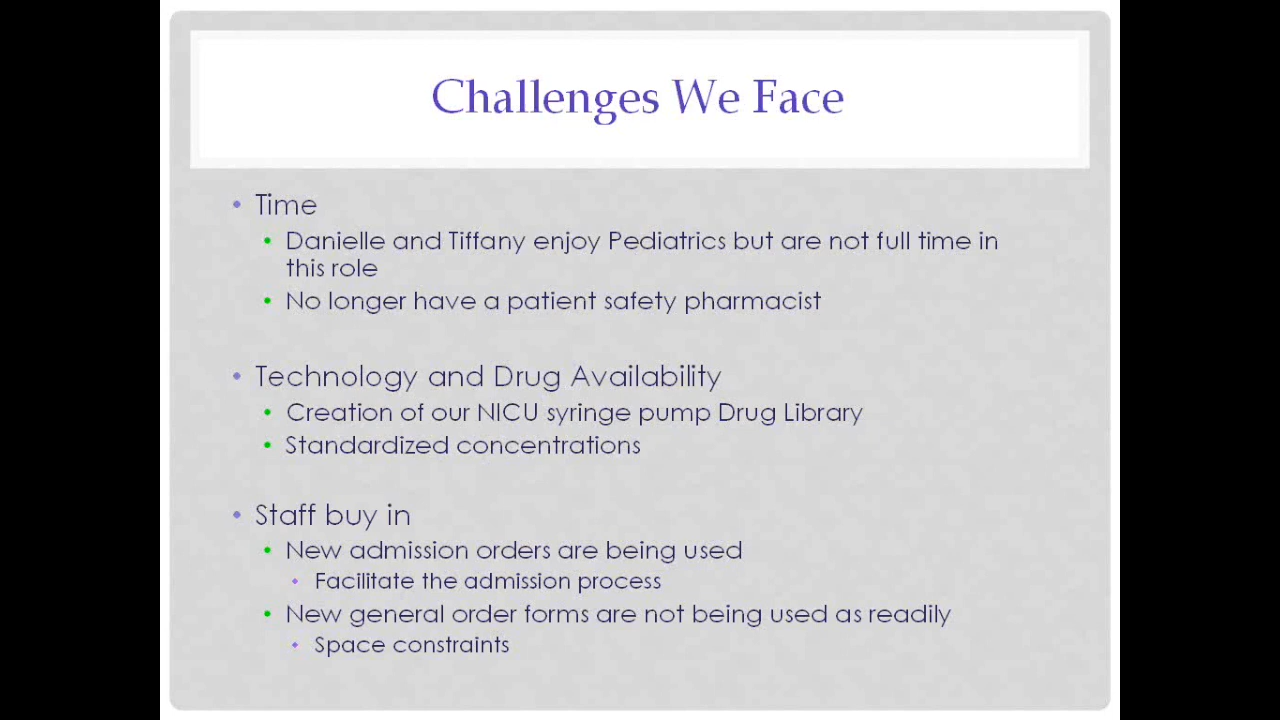 Challenges We Face
• Time
• Danielle and Tiffany enjoy Pediatrics but are not full time in
this role
• No longer have a patient safety pharmacist
• Technology and Drug Availability
• Creation of our NICU syringe pump Drug Library
• Standardized concentrations
• Staff buy in
• New admission orders are being used
• Facilitate the admission process
• New general order forms are not being used as readily
• Space constraints